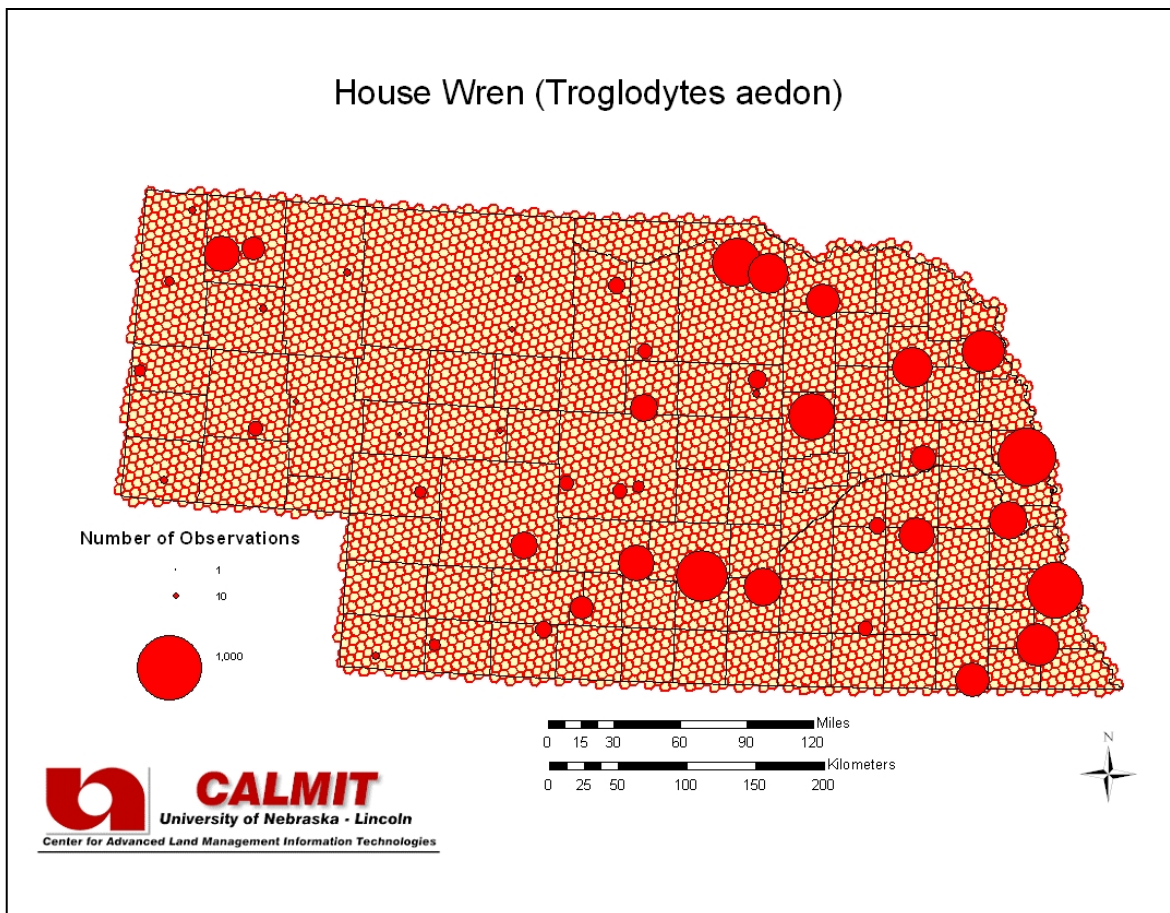 House Wren (Troglodytes aedon)
Number of Observations
1
10
1,000
Miles
0 15 30 60 90 120
Kilometers
0 25 50 100 150 200
N
CALMIT
University of Nebraska - Lincoln
Center for Advanced Land Management Information Technologies